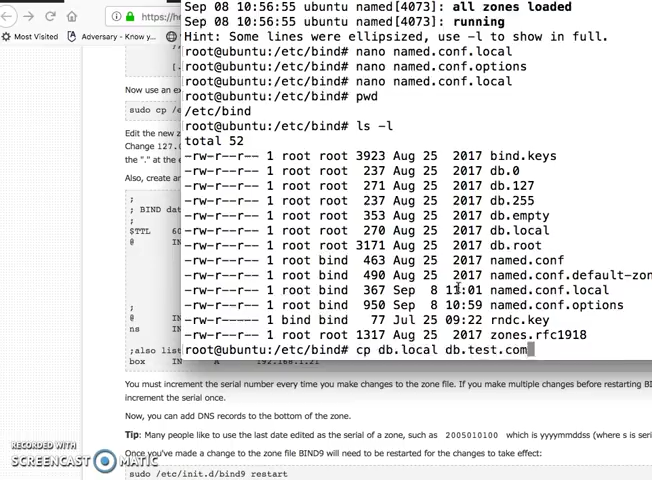 Sep 08 10:56:55 ubuntu named[4073]: all zones loaded
Sep 08 10:56:55 ubuntu named[4073]: running
Hint: Some lines were ellipsized, use -l to show in full.
root@ubuntu:/etc/bind# nano named.conf.local
root@ubuntu:/etc/bind# nano named.conf.options
root@ubuntu:/etc/bind# nano named.conf.local
root@ubuntu:/etc/bind# pwd
/etc/bind
root@ubuntu:/etc/bind# ls -l
total 52
-rw-r--r-- 1 root root 3923 Aug 25  2017 bind.keys
-rw-r--r-- 1 root root  237 Aug 25  2017 db.0
-rw-r--r-- 1 root root  271 Aug 25  2017 db.127
-rw-r--r-- 1 root root  237 Aug 25  2017 db.255
-rw-r--r-- 1 root root  353 Aug 25  2017 db.empty
-rw-r--r-- 1 root root  270 Aug 25  2017 db.local
-rw-r--r-- 1 root root 3171 Aug 25  2017 db.root
-rw-r--r-- 1 root bind  463 Aug 25  2017 named.conf
-rw-r--r-- 1 root bind  490 Aug 25  2017 named.conf.default-zon
-rw-r--r-- 1 root bind  367 Sep  8 11:01 named.conf.local
-rw-r--r-- 1 root bind  950 Sep  8 10:59 named.conf.options
-rw-r----- 1 bind bind   77 Jul 25 09:22 rndc.key
-rw-r--r-- 1 root root 1317 Aug 25  2017 zones.rfc1918
root@ubuntu:/etc/bind# cp db.local db.test.com
https://he
Most Visited
Adversary - Know y...
};
[.
Now use an ex
sudo cp /e
Edit the new z
Change 127.0
the "." at the e
Also, create an
;
; BIND dat
;
$TTL 60
@ IN
;
@ IN
ns IN
;also list
box IN A 192.168.1.21
You must increment the serial number every time you make changes to the zone file. If you make multiple changes before restarting BI
increment the serial once.
Now, you can add DNS records to the bottom of the zone.
Tip: Many people like to use the last date edited as the serial of a zone, such as 2005010100 which is yyyymmddss (where s is seri
Once you've made a change to the zone file BIND9 will need to be restarted for the changes to take effect:
sudo /etc/init.d/bind9 restart
RECORDED WITH
SCREENCAST MATIC